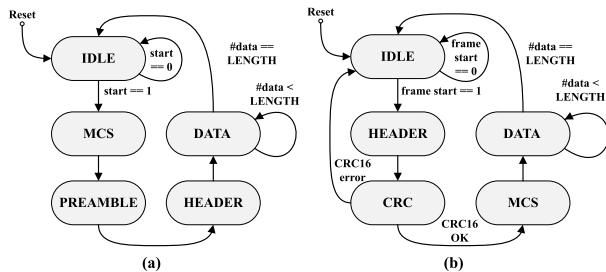 Reset
IDLE
start
== 0
#data ==
LENGTH
start == 1
#data <
LENGTH
MCS
DATA
PREAMBLE
HEADER
(a)
Reset
IDLE
frame
start
== 0
#data ==
LENGTH
frame start == 1
#data <
LENGTH
HEADER
DATA
CRC16
error
CRC
MCS
CRC16
OK
(b)